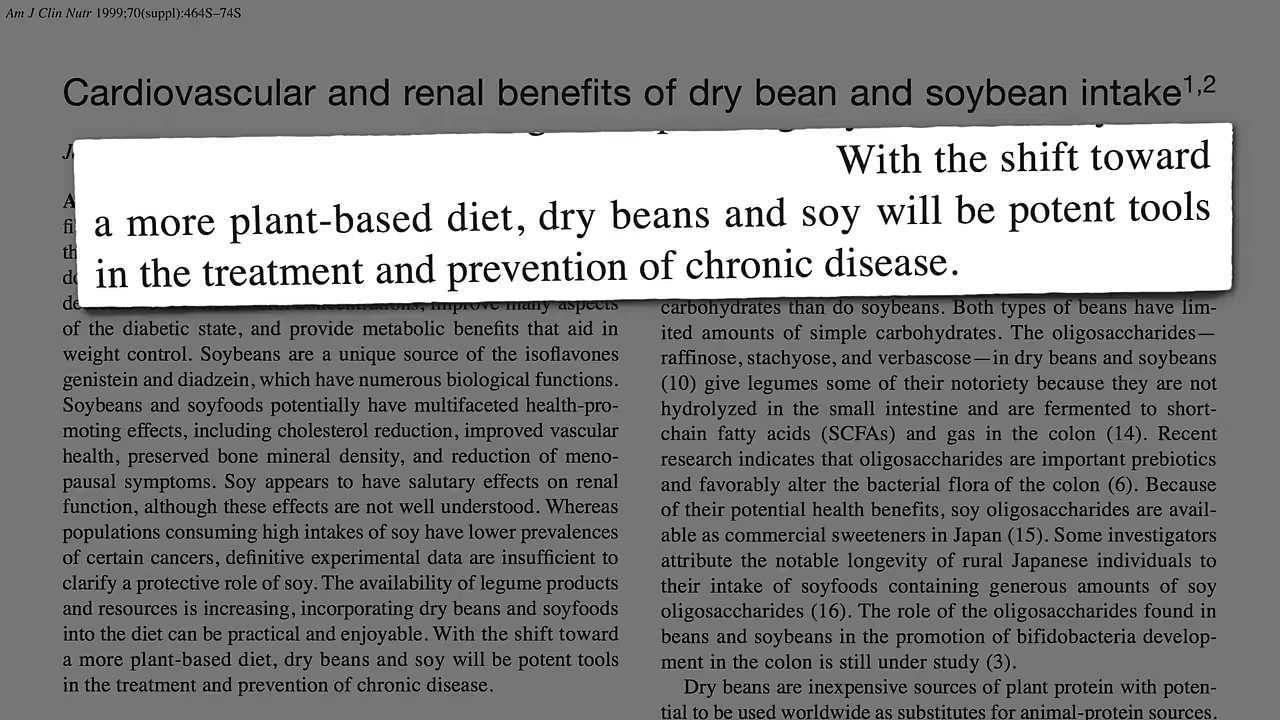 Am J Clin Nutr 1999;70(suppl):464S–74S
Cardiovascular and renal benefits of dry bean and soybean intake1,2
With the shift toward
a more plant-based diet, dry beans and soy will be potent tools
in the treatment and prevention of chronic disease.
of the diabetic state, and provide metabolic benefits that aid in
weight control. Soybeans are a unique source of the isoflavones
genistein and diadzein, which have numerous biological functions.
Soybeans and soyfoods potentially have multifaceted health-pro-
moting effects, including cholesterol reduction, improved vascular
health, preserved bone mineral density, and reduction of meno-
pausal symptoms. Soy appears to have salutary effects on renal
function, although these effects are not well understood. Whereas
populations consuming high intakes of soy have lower prevalences
of certain cancers, definitive experimental data are insufficient to
clarify a protective role of soy. The availability of legume products
and resources is increasing, incorporating dry beans and soyfoods
into the diet can be practical and enjoyable. With the shift toward
a more plant-based diet, dry beans and soy will be potent tools
in the treatment and prevention of chronic disease.
carbohydrates than do soybeans. Both types of beans have lim-
ited amounts of simple carbohydrates. The oligosaccharides—
raffinose, stachyose, and verbascose—in dry beans and soybeans
(10) give legumes some of their notoriety because they are not
hydrolyzed in the small intestine and are fermented to short-
chain fatty acids (SCFAs) and gas in the colon (14). Recent
research indicates that oligosaccharides are important prebiotics
and favorably alter the bacterial flora of the colon (6). Because
of their potential health benefits, soy oligosaccharides are avail-
able as commercial sweeteners in Japan (15). Some investigators
attribute the notable longevity of rural Japanese individuals to
their intake of soyfoods containing generous amounts of soy
oligosaccharides (16). The role of the oligosaccharides found in
beans and soybeans in the promotion of bifidobacteria develop-
ment in the colon is still under study (3).
Dry beans are inexpensive sources of plant protein with poten-
tial to be used worldwide as substitutes for animal-protein sources.